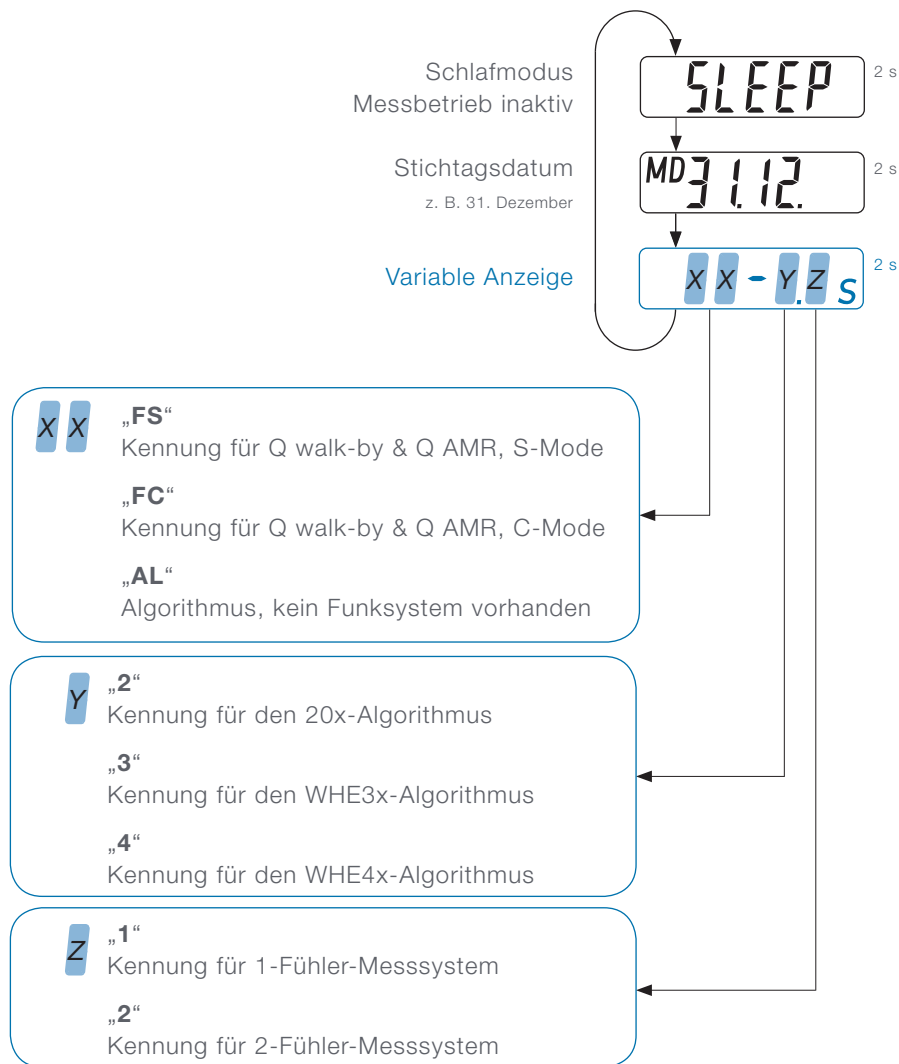 Schlafmodus
Messbetrieb inaktiv
SLEEP
2 s
Stichtagsdatum
z. B. 31. Dezember
MD 31.12.
2 s
Variable Anzeige
X X - Y.Z S
2 s
X X
„FS“
Kennung für Q walk-by & Q AMR, S-Mode
„FC“
Kennung für Q walk-by & Q AMR, C-Mode
„AL“
Algorithmus, kein Funksystem vorhanden
Y
„2“
Kennung für den 20x-Algorithmus
„3“
Kennung für den WHE3x-Algorithmus
„4“
Kennung für den WHE4x-Algorithmus
Z
„1“
Kennung für 1-Fühler-Messsystem
„2“
Kennung für 2-Fühler-Messsystem